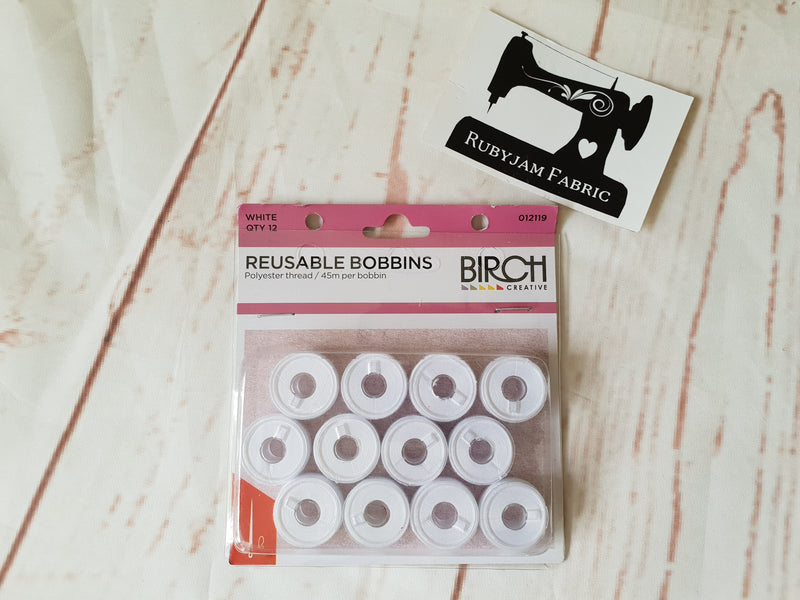 RUBYJAM FABRIC
WHITE
QTY 12
012119
REUSABLE BOBBINS
Polyester thread / 45m per bobbin
BIRCH
CREATIVE